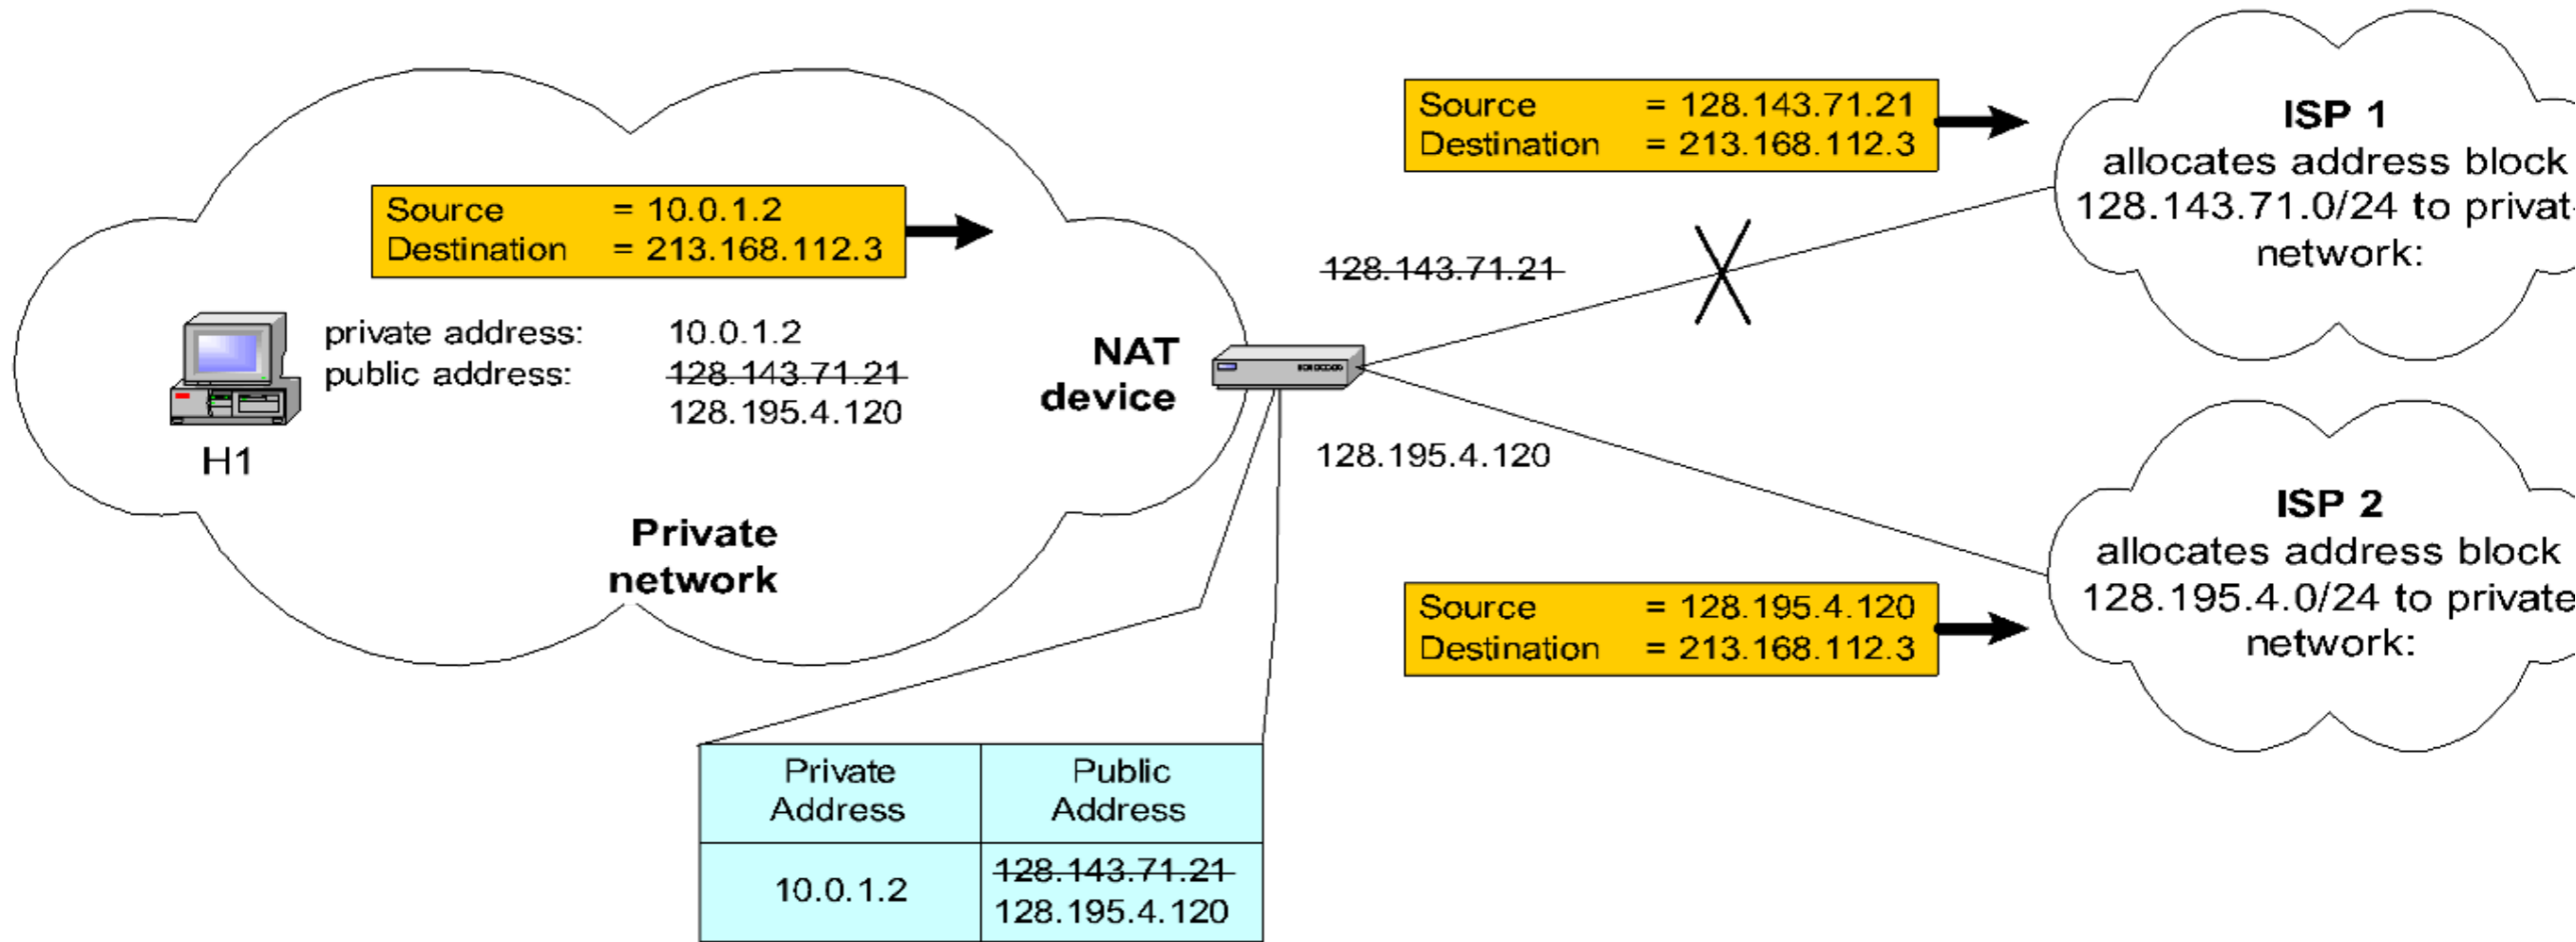 Source = 128.143.71.21
Destination = 213.168.112.3
ISP 1
allocates address block
128.143.71.0/24 to privat
network:
Source = 10.0.1.2
Destination = 213.168.112.3
128.143.71.21
private address: 10.0.1.2
public address: 128.143.71.21
128.195.4.120
H1
NAT
device
128.195.4.120
Private
network
ISP 2
allocates address block
128.195.4.0/24 to private
network:
Source = 128.195.4.120
Destination = 213.168.112.3
Private
Address
Public
Address
10.0.1.2
128.143.71.21
128.195.4.120